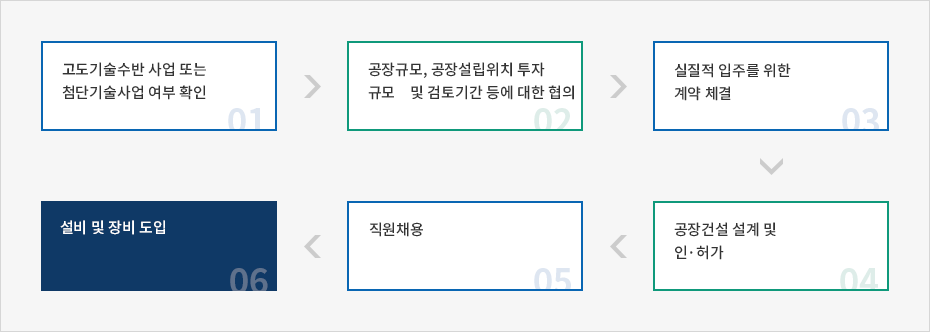 고도기술수반 사업 또는
첨단기술사업 여부 확인
01
공장규모, 공장설립위치 투자
규모 및 검토기간 등에 대한 협의
02
실질적 입주를 위한
계약 체결
03
공장건설 설계 및
인·허가
04
직원채용
05
설비 및 장비 도입
06